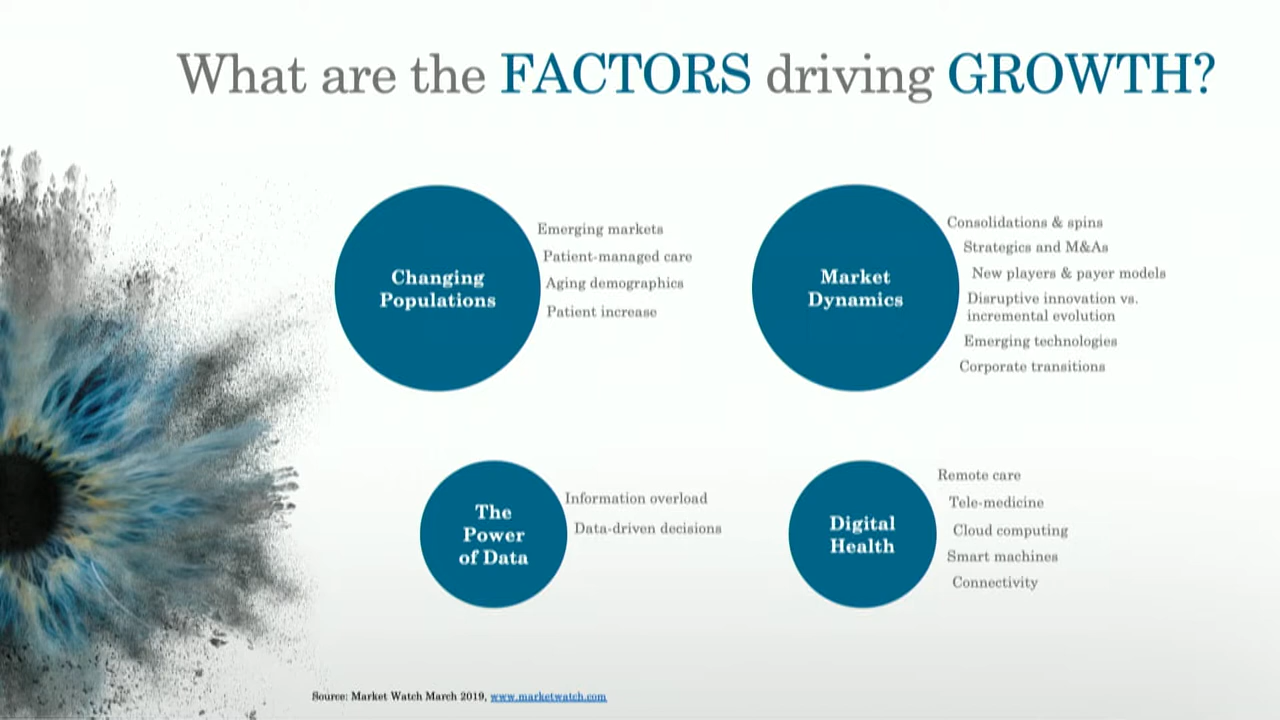 What are the FACTORS driving GROWTH?
Changing
Populations
Emerging markets
Patient-managed care
Aging demographics
Patient increase
Market
Dynamics
Consolidations & spins
Strategics and M&As
New players & payer models
Disruptive innovation vs.
incremental evolution
Emerging technologies
Corporate transitions
The
Power
of Data
Information overload
Data-driven decisions
Digital
Health
Remote care
Tele-medicine
Cloud computing
Smart machines
Connectivity
Source: Market Watch March 2019, www.marketwatch.com